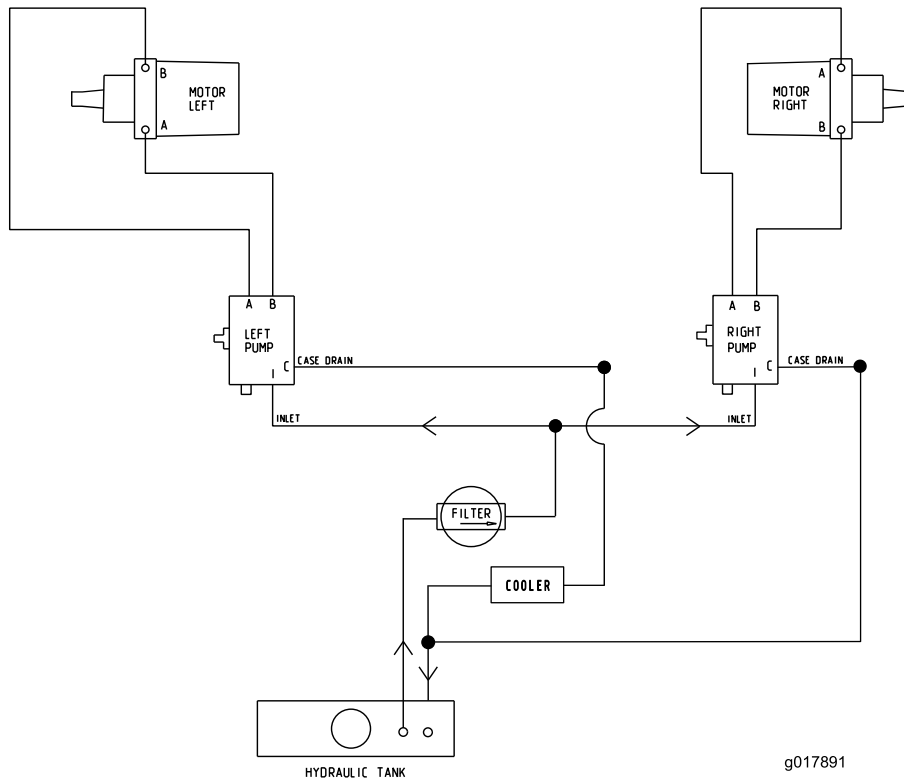 B
MOTOR
LEFT
A
A
MOTOR
RIGHT
B
A B
LEFT
PUMP
C
I
CASE DRAIN
INLET
A B
RIGHT
PUMP
C
I
CASE DRAIN
INLET
FILTER
COOLER
HYDRAULIC TANK
g017891